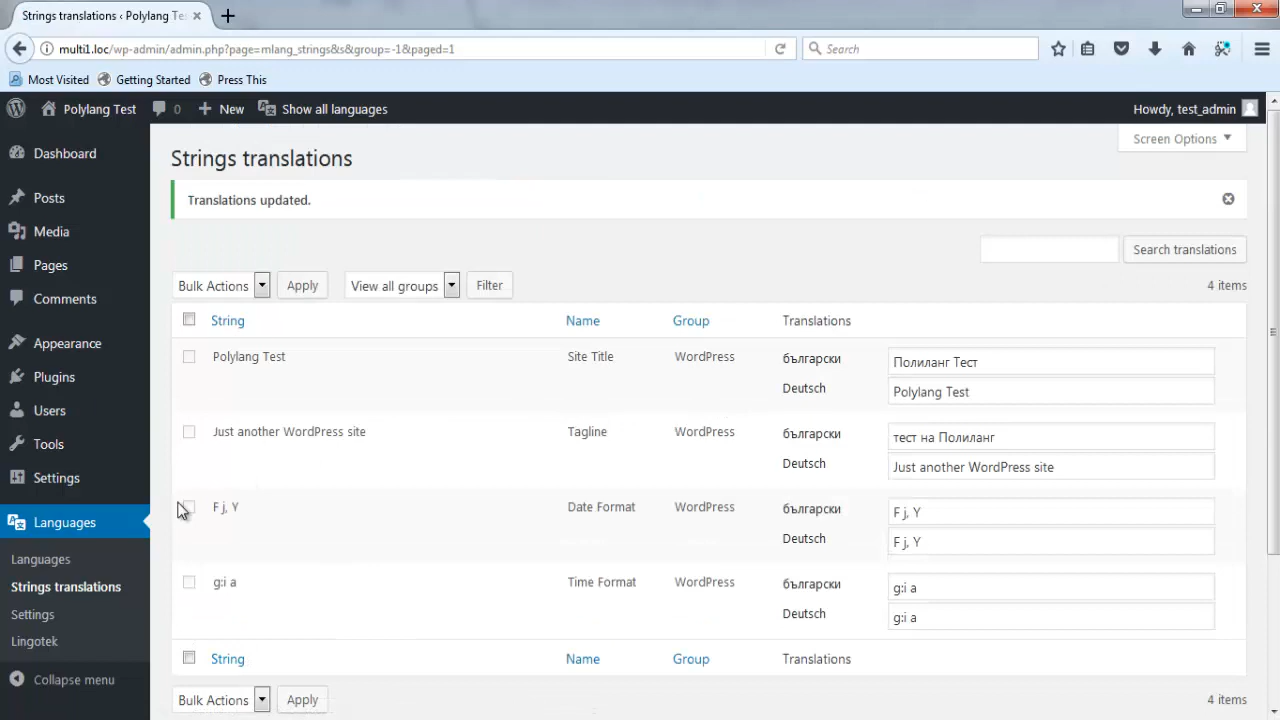 Strings translations ‹ Polylang Te
multi1.loc/wp-admin/admin.php?page=mlang_strings&s&group=-1&paged=1
Search
Most Visited Getting Started Press This
Polylang Test 0 New Show all languages Howdy, test_admin
Screen Options
Dashboard
Posts
Media
Pages
Comments
Appearance
Plugins
Users
Tools
Settings
Languages
Languages
Strings translations
Settings
Lingotek
Collapse menu
Strings translations
Translations updated.
Search translations
Bulk Actions Apply View all groups Filter 4 items
String Name Group Translations
Polylang Test Site Title WordPress български Полиланг Тест
Deutsch Polylang Test
Just another WordPress site Tagline WordPress български тест на Полиланг
Deutsch Just another WordPress site
F j, Y Date Format WordPress български F j, Y
Deutsch F j, Y
g:i a Time Format WordPress български g:i a
Deutsch g:i a
String Name Group Translations
Bulk Actions Apply 4 items